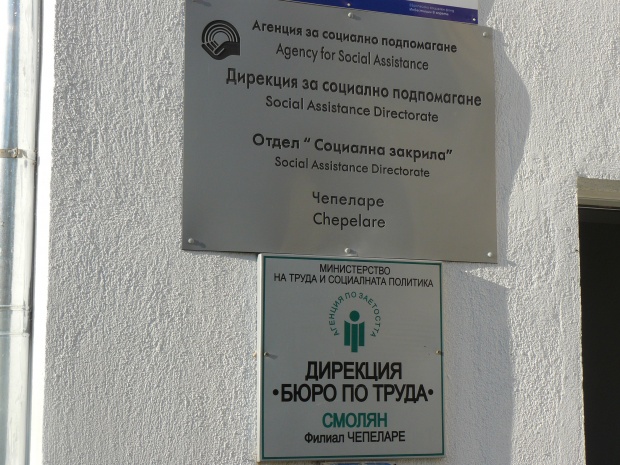 Агенция за социално подпомагане
Agency for Social Assistance
Дирекция за социално подпомагане
Social Assistance Directorate
Отдел " Социална закрила"
Social Assistance Directorate
Чепеларе
Chepelare
МИНИСТЕРСТВО
НА ТРУДА И СОЦИАЛНАТА ПОЛИТИКА
АГЕНЦИЯ ПО ЗАЕТОСТТА
ДИРЕКЦИЯ
•БЮРО ПО ТРУДА•
СМОЛЯН
Филиал ЧЕПЕЛАРЕ